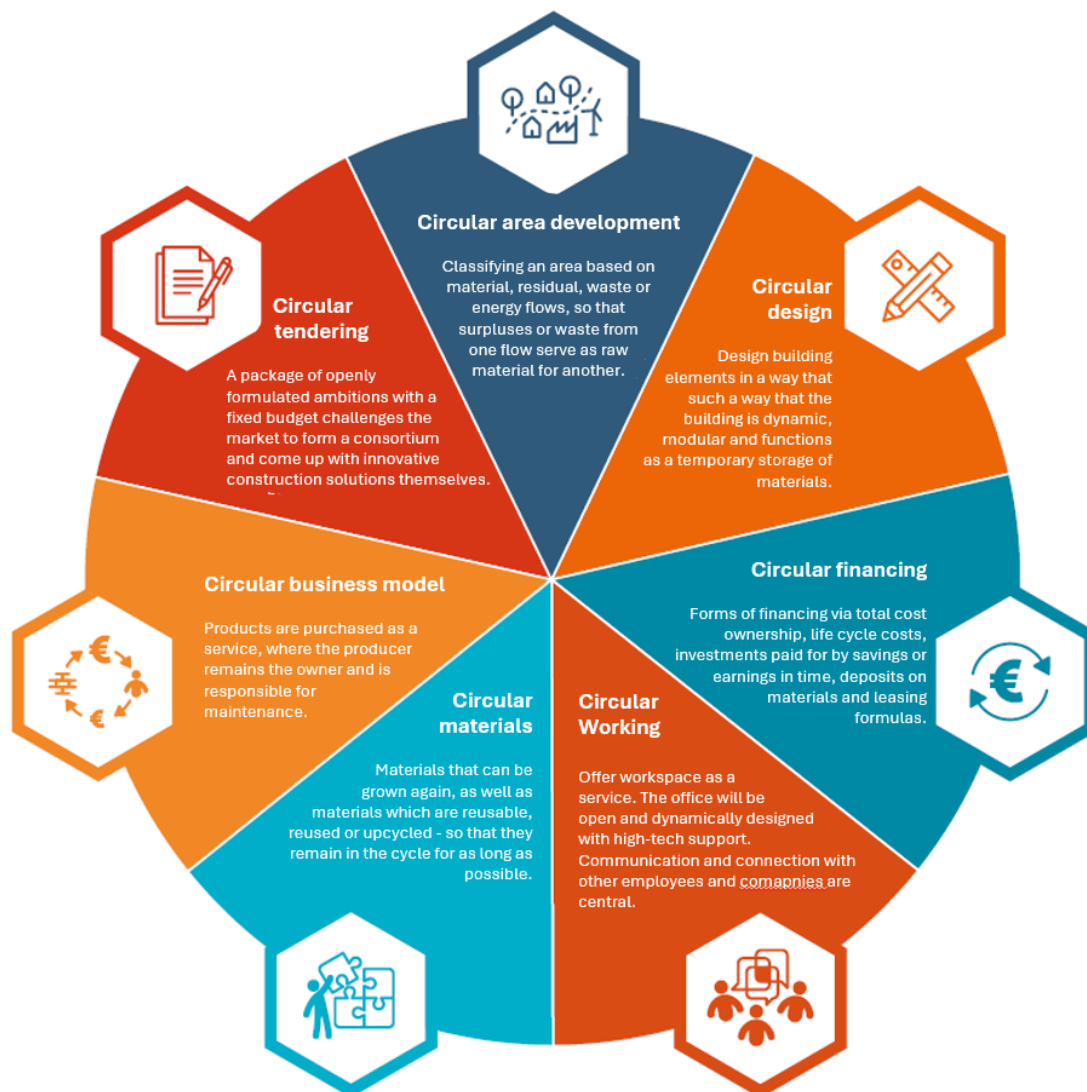 Circular area development
Classifying an area based on
material, residual, waste or
energy flows, so that
surpluses or waste from
one flow serve as raw
material for another.
Circular
design
Design building
elements in a way that
such a way that the
building is dynamic,
modular and functions
as a temporary storage of
materials.
Circular financing
Forms of financing via total cost
ownership, life cycle costs,
investments paid for by savings or
earnings in time, deposits on
materials and leasing
formulas.
€
Circular
Working
Offer workspace as a
service. The office will be
open and dynamically designed
with high-tech support.
Communication and connection with
other employees and comapnies are
central.
Circular
materials
Materials that can be
grown again, as well as
materials which are reusable,
reused or upcycled - so that they
remain in the cycle for as long as
possible.
Circular business model
Products are purchased as a
service, where the producer
remains the owner and is
responsible for
maintenance.
€
€
Circular
tendering
A package of openly
formulated ambitions with a
fixed budget challenges the
market to form a consortium
and come up with innovative
construction solutions themselves.